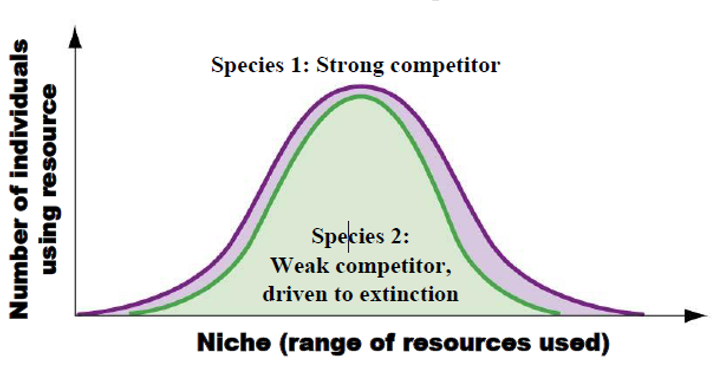 Species 1: Strong competitor
Number of individuals
using resource
Species 2:
Weak competitor,
driven to extinction
Niche (range of resources used)